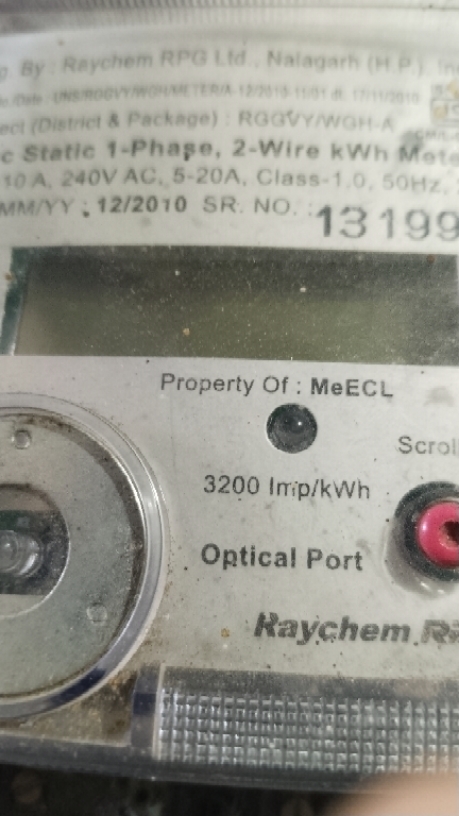 g. By : Raychem RPG Ltd., Nalagarh (H.P.), In
ect (District & Package) : RGGVY/WGH-A
c Static 1-Phase, 2-Wire kWh Mete
10 A, 240V AC, 5-20A, Class-1.0, 50Hz,
MM/YY : 12/2010 SR. NO. : 13199
Property Of : MeECL
Scrol
3200 Imp/kWh
Optical Port
Raychem RP